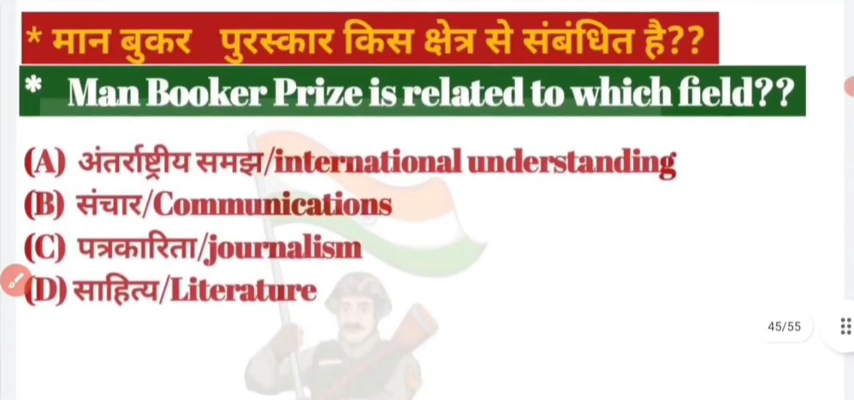 * मान बुकर पुरस्कार किस क्षेत्र से संबंधित है??
* Man Booker Prize is related to which field??
(A) अंतर्राष्ट्रीय समझ/international understanding
(B) संचार/Communications
(C) पत्रकारिता/journalism
(D) साहित्य/Literature
45/55